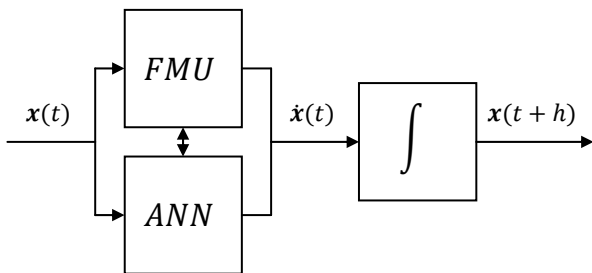 FMU
𝒙(t)
𝒙̇(t)
∫
𝒙(t + h)
ANN